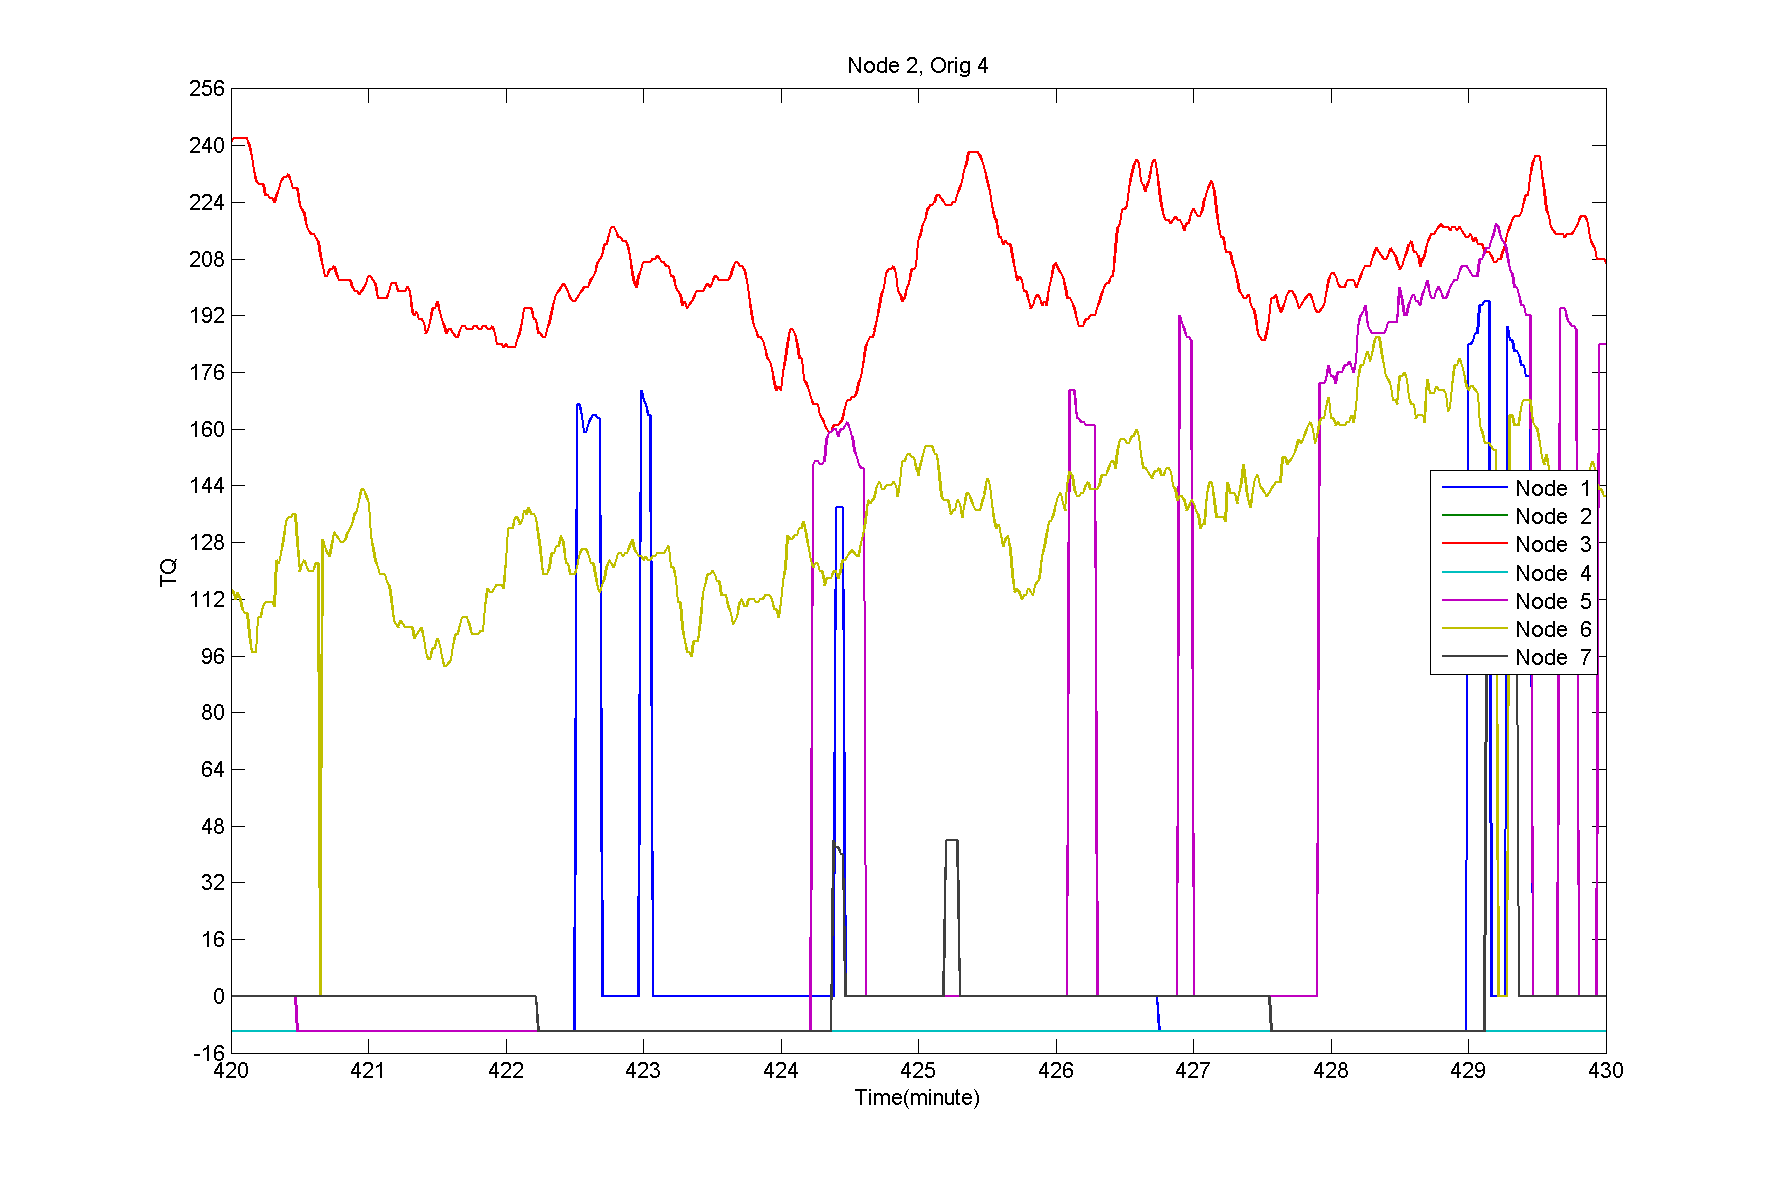 Node 2, Orig 4
256
240
224
208
192
176
160
144
128
112
96
80
64
48
32
16
0
-16
TQ
Node 1
Node 2
Node 3
Node 4
Node 5
Node 6
Node 7
420 421 422 423 424 425 426 427 428 429 430
Time(minute)